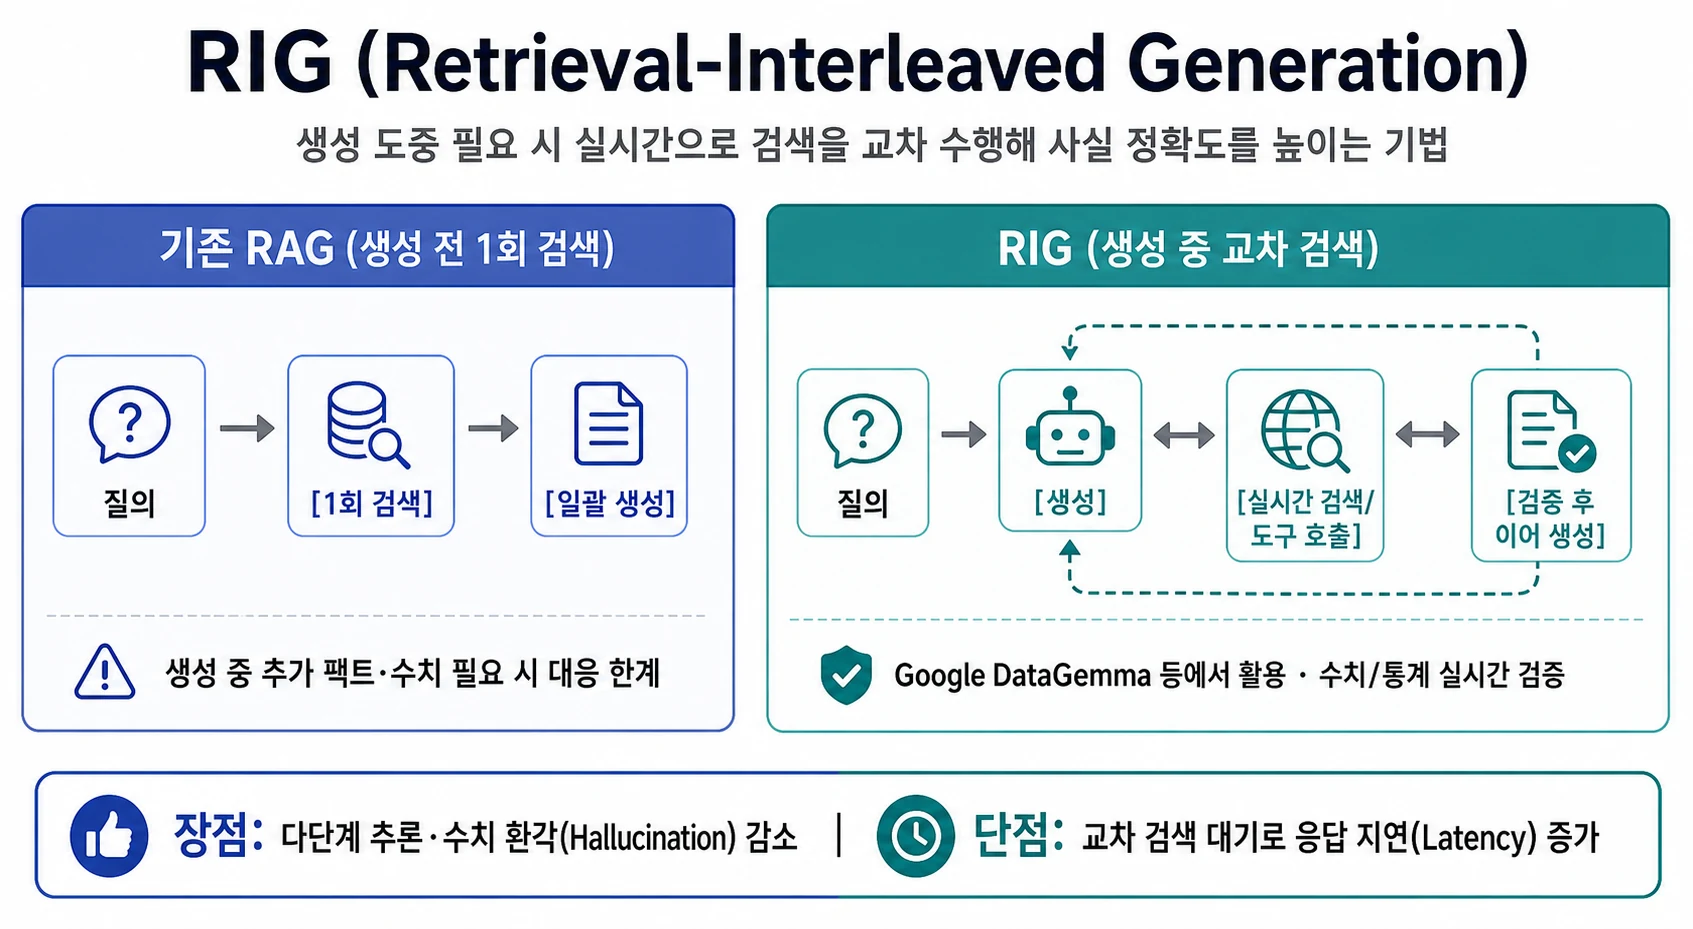 RIG (Retrieval-Interleaved Generation)
생성 도중 필요 시 실시간으로 검색을 교차 수행해 사실 정확도를 높이는 기법
기존 RAG (생성 전 1회 검색)
질의
[1회 검색]
[일괄 생성]
생성 중 추가 팩트·수치 필요 시 대응 한계
RIG (생성 중 교차 검색)
질의
[생성]
[실시간 검색/
도구 호출]
[검증 후
이어 생성]
Google DataGemma 등에서 활용 · 수치/통계 실시간 검증
장점: 다단계 추론·수치 환각(Hallucination) 감소 | 단점: 교차 검색 대기로 응답 지연(Latency) 증가